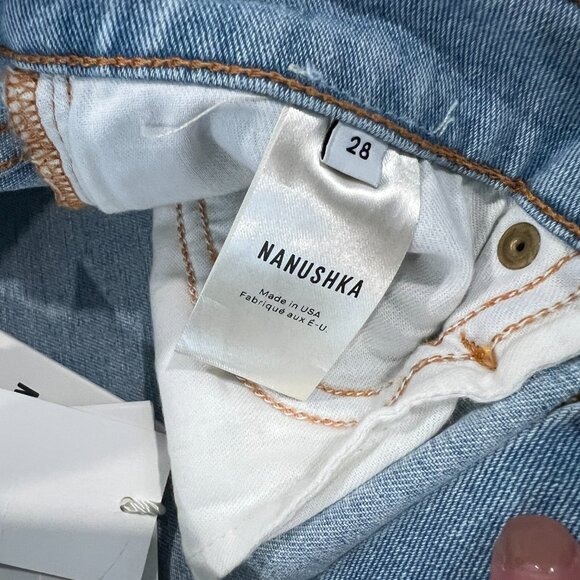 28
NANUSHKA
Made in USA
Fabriqué aux É-U.